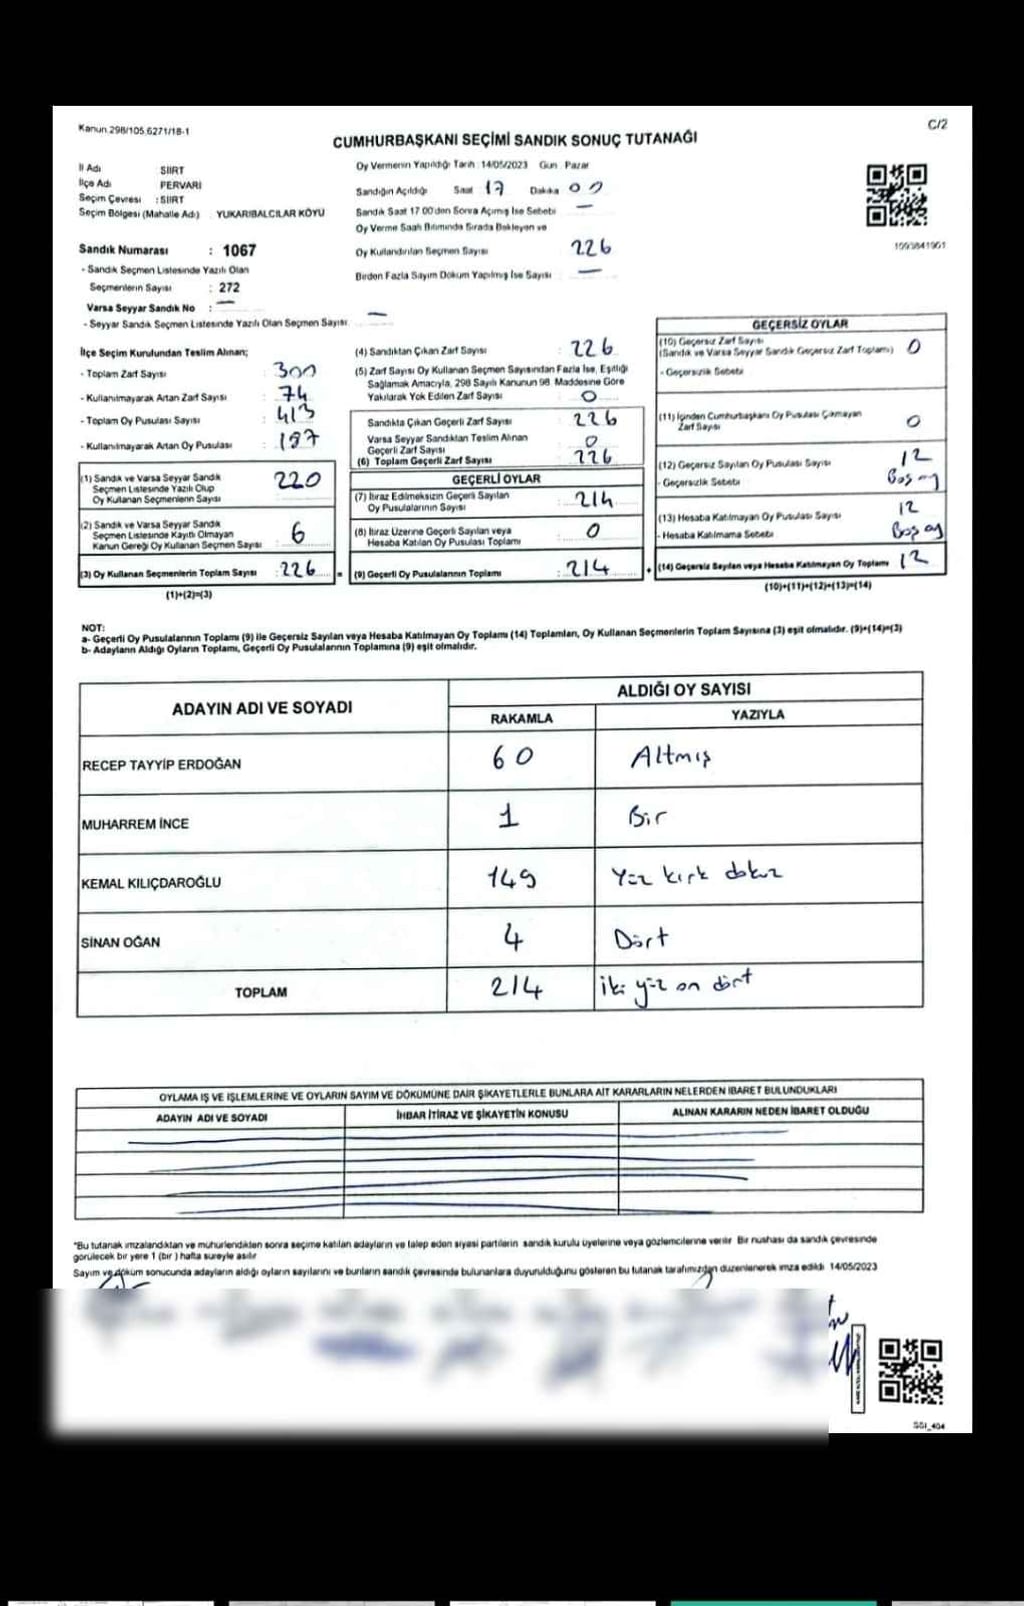 Kanun.298/105.6271/18-1
C/2
CUMHURBAŞKANI SEÇİMİ SANDIK SONUÇ TUTANAĞI
İl Adı SİİRT
İlçe Adı PERVARİ
Seçim Çevresi : SİİRT
Seçim Bölgesi (Mahalle Adı) . YUKARIBALCILAR KÖYÜ
Sandık Numarası : 1067
- Sandık Seçmen Listesinde Yazılı Olan
Seçmenlerin Sayısı : 272
Varsa Seyyar Sandık No : —
- Seyyar Sandık Seçmen Listesinde Yazılı Olan Seçmen Sayısı: —
Oy Vermenin Yapıldığı Tarih : 14/05/2023 Gün : Pazar
Sandığın Açıldığı Saat 17 Dakika 00
Sandık Saat 17 00'den Sonra Açımış İse Sebebi —
Oy Verme Saati Bitiminde Sırada Bekleyen ve
Oy Kullandırılan Seçmen Sayısı 226
Birden Fazla Sayım Döküm Yapılmış İse Sayısı : —
1093841961
İlçe Seçim Kurulundan Teslim Alınan;
- Toplam Zarf Sayısı : 300
- Kullanılmayarak Artan Zarf Sayısı : 74
- Toplam Oy Pusulası Sayısı : 413
- Kullanılmayarak Artan Oy Pusulası : 187
(1) Sandık ve Varsa Seyyar Sandık
Seçmen Listesinde Yazılı Olup
Oy Kullanan Seçmenlerin Sayısı 220
(2) Sandık ve Varsa Seyyar Sandık
Seçmen Listesinde Kayıtlı Olmayan
Kanun Gereği Oy Kullanan Seçmen Sayısı : 6
(3) Oy Kullanan Seçmenlerin Toplam Sayısı : 226 =
(1)+(2)=(3)
(4) Sandıktan Çıkan Zarf Sayısı : 226
(5) Zarf Sayısı Oy Kullanan Seçmen Sayısından Fazla İse, Eşitliği
Sağlamak Amacıyla, 298 Sayılı Kanunun 98. Maddesine Göre
Yakılarak Yok Edilen Zarf Sayısı : 0
Sandıkta Çıkan Geçerli Zarf Sayısı : 226
Varsa Seyyar Sandıktan Teslim Alınan
Geçerli Zarf Sayısı : 0
(6) Toplam Geçerli Zarf Sayısı 226
GEÇERLİ OYLAR
(7) İtiraz Edilmeksizin Geçerli Sayılan
Oy Pusulalarının Sayısı : 214
(8) İtiraz Üzerine Geçerli Sayılan veya
Hesaba Katılan Oy Pusulası Toplamı : 0
(9) Geçerli Oy Pusulalarının Toplamı : 214 +
GEÇERSİZ OYLAR
(10) Geçersiz Zarf Sayısı
(Sandık ve Varsa Seyyar Sandık Geçersiz Zarf Toplamı) 0
- Geçersizlik Sebebi
(11) İçinden Cumhurbaşkanı Oy Pusulası Çıkmayan
Zarf Sayısı 0
(12) Geçersiz Sayılan Oy Pusulası Sayısı : 12
- Geçersizlik Sebebi Boş oy
(13) Hesaba Katılmayan Oy Pusulası Sayısı : 12
- Hesaba Katılmama Sebebi Boş oy
(14) Geçersiz Sayılan veya Hesaba Katılmayan Oy Toplamı : 12
(10)+(11)+(12)+(13)=(14)
NOT:
a- Geçerli Oy Pusulalarının Toplamı (9) ile Geçersiz Sayılan veya Hesaba Katılmayan Oy Toplamı (14) Toplamları, Oy Kullanan Seçmenlerin Toplam Sayısına (3) eşit olmalıdır. (9)+(14)=(3)
b- Adayların Aldığı Oyların Toplamı, Geçerli Oy Pusulalarının Toplamına (9) eşit olmalıdır.
ADAYIN ADI VE SOYADI ALDIĞI OY SAYISI
RAKAMLA YAZIYLA
RECEP TAYYİP ERDOĞAN 60 Altmış
MUHARREM İNCE 1 Bir
KEMAL KILIÇDAROĞLU 149 Yüz kırk dokuz
SİNAN OĞAN 4 Dört
TOPLAM 214 İki yüz on dört
OYLAMA İŞ VE İŞLEMLERİNE VE OYLARIN SAYIM VE DÖKÜMÜNE DAİR ŞİKAYETLERLE BUNLARA AİT KARARLARIN NELERDEN İBARET BULUNDUKLARI
ADAYIN ADI VE SOYADI İHBAR İTİRAZ VE ŞİKAYETİN KONUSU ALINAN KARARIN NEDEN İBARET OLDUĞU
*Bu tutanak imzalandıktan ve mühürlendikten sonra seçime katılan adayların ve talep eden siyasi partilerin sandık kurulu üyelerine veya gözlemcilerine verilir Bir nüshası da sandık çevresinde
görülecek bir yere 1 (bir ) hafta süreyle asılır
Sayım ve döküm sonucunda adayların aldığı oyların sayılarını ve bunların sandık çevresinde bulunanlara duyurulduğunu gösteren bu tutanak tarafımızdan düzenlenerek imza edildi 14/05/2023